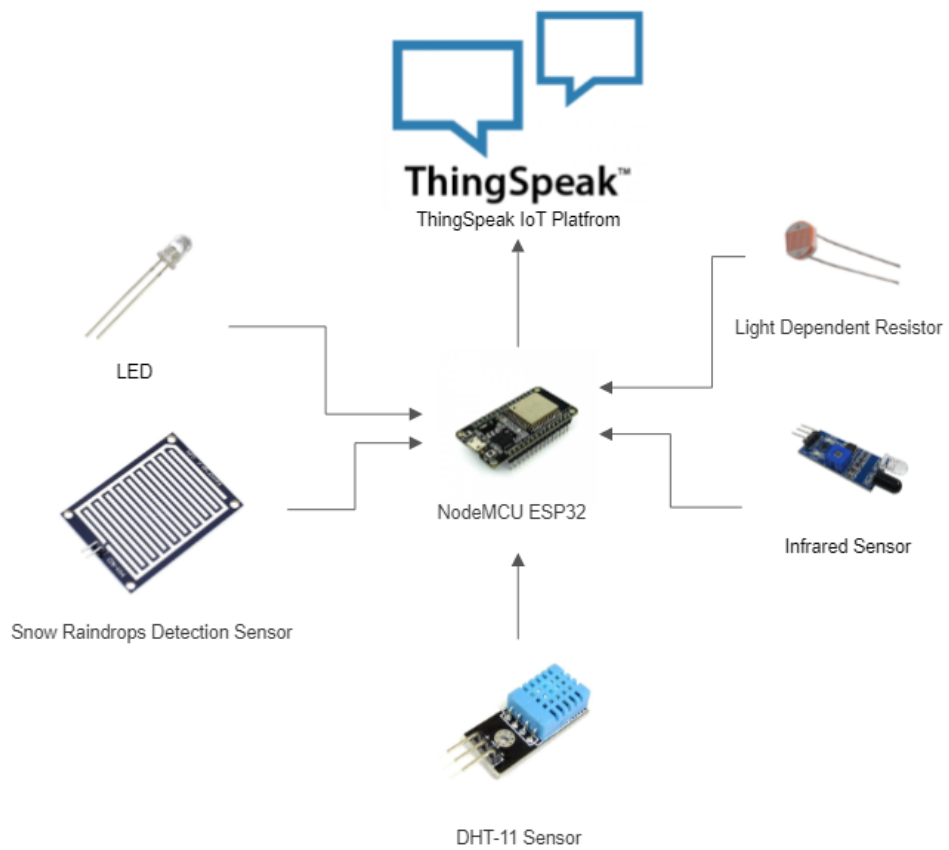 ThingSpeak™
ThingSpeak IoT Platfrom
Light Dependent Resistor
LED
NodeMCU ESP32
Infrared Sensor
Snow Raindrops Detection Sensor
DHT-11 Sensor